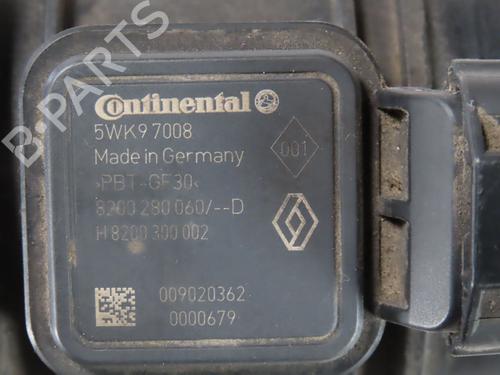 Continental
5WK9 7008
Made in Germany
001
>PBT-GF30<
8200 280 060/--D
H 8200 300 002
009020362
0000679
B-PARTS